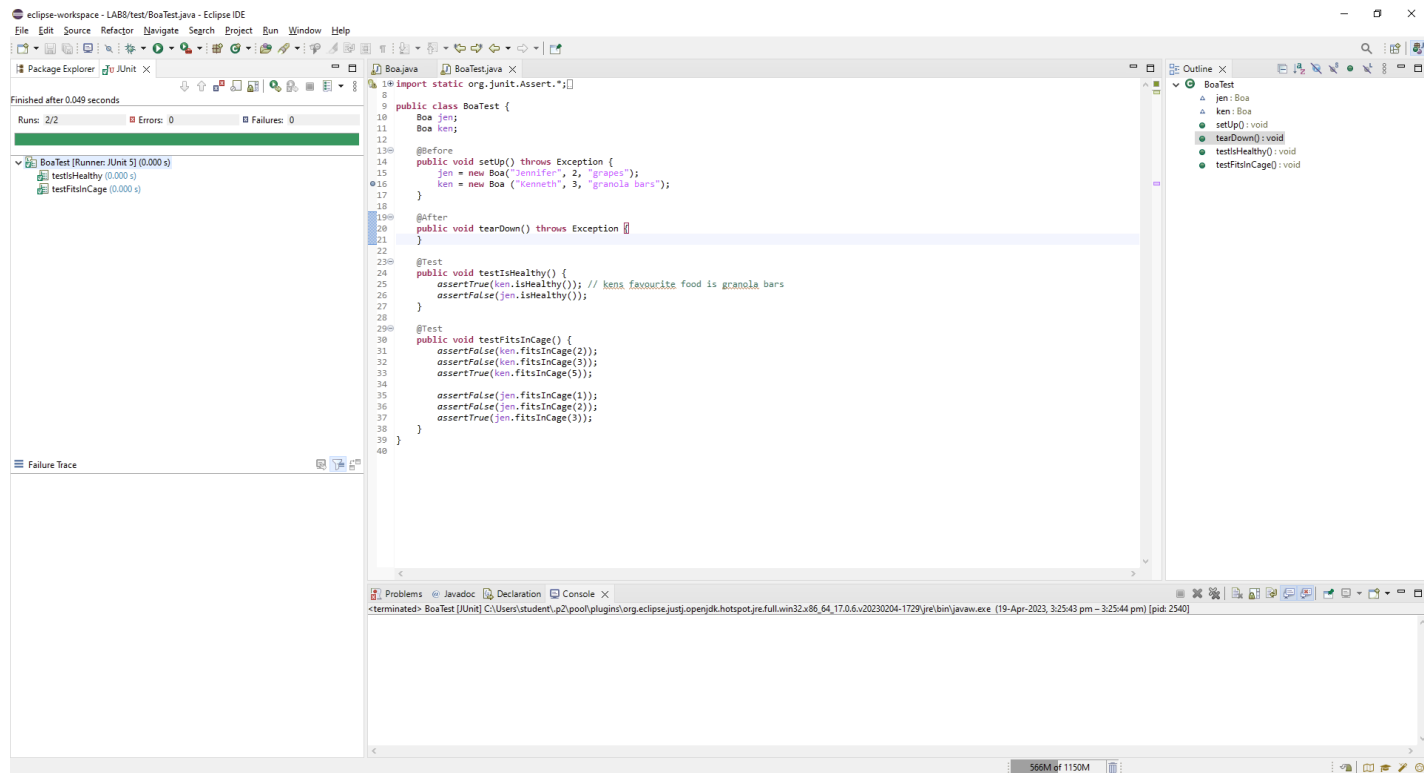 eclipse-workspace - LAB8/test/BoaTest.java - Eclipse IDE
File Edit Source Refactor Navigate Search Project Run Window Help
Package Explorer JUnit
Finished after 0.049 seconds
Runs: 2/2 Errors: 0 Failures: 0
BoaTest [Runner: JUnit 5] (0.000 s)
testIsHealthy (0.000 s)
testFitsInCage (0.000 s)
Failure Trace
Boa.java BoaTest.java
1 import static org.junit.Assert.*;
8
9 public class BoaTest {
10 Boa jen;
11 Boa ken;
12
13 @Before
14 public void setUp() throws Exception {
15 jen = new Boa("Jennifer", 2, "grapes");
16 ken = new Boa ("Kenneth", 3, "granola bars");
17 }
18
19 @After
20 public void tearDown() throws Exception {
21 }
22
23 @Test
24 public void testIsHealthy() {
25 assertTrue(ken.isHealthy()); // kens favourite food is granola bars
26 assertFalse(jen.isHealthy());
27 }
28
29 @Test
30 public void testFitsInCage() {
31 assertFalse(ken.fitsInCage(2));
32 assertFalse(ken.fitsInCage(3));
33 assertTrue(ken.fitsInCage(5));
34
35 assertFalse(jen.fitsInCage(1));
36 assertFalse(jen.fitsInCage(2));
37 assertTrue(jen.fitsInCage(3));
38 }
39 }
40
Outline
BoaTest
jen : Boa
ken : Boa
setUp() : void
tearDown() : void
testIsHealthy() : void
testFitsInCage() : void
Problems Javadoc Declaration Console
<terminated> BoaTest [JUnit] C:\Users\student\.p2\pool\plugins\org.eclipse.justj.openjdk.hotspot.jre.full.win32.x86_64_17.0.6.v20230204-1729\jre\bin\javaw.exe (19-Apr-2023, 3:25:43 pm – 3:25:44 pm) [pid: 2540]
566M of 1150M